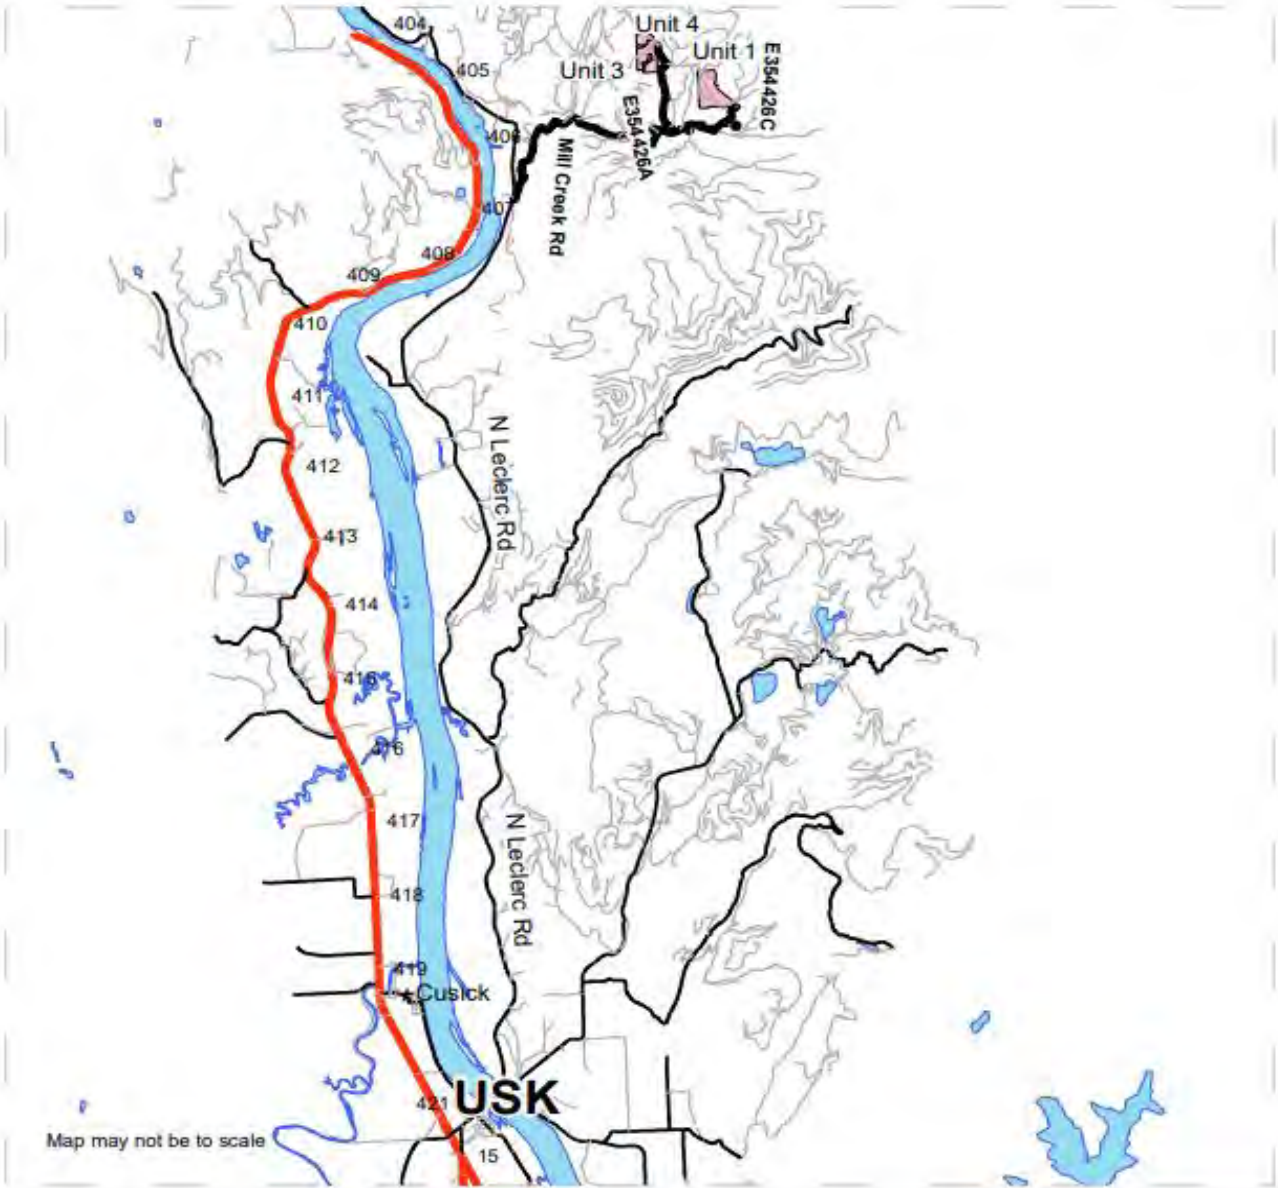 404
Unit 4
Unit 1
Unit 3
405
E354426C
E354426A
406
Mill Creek Rd
407
408
409
410
411
N Leclerc Rd
412
413
414
415
416
417
N Leclerc Rd
418
419
Cusick
421
USK
Map may not be to scale
15